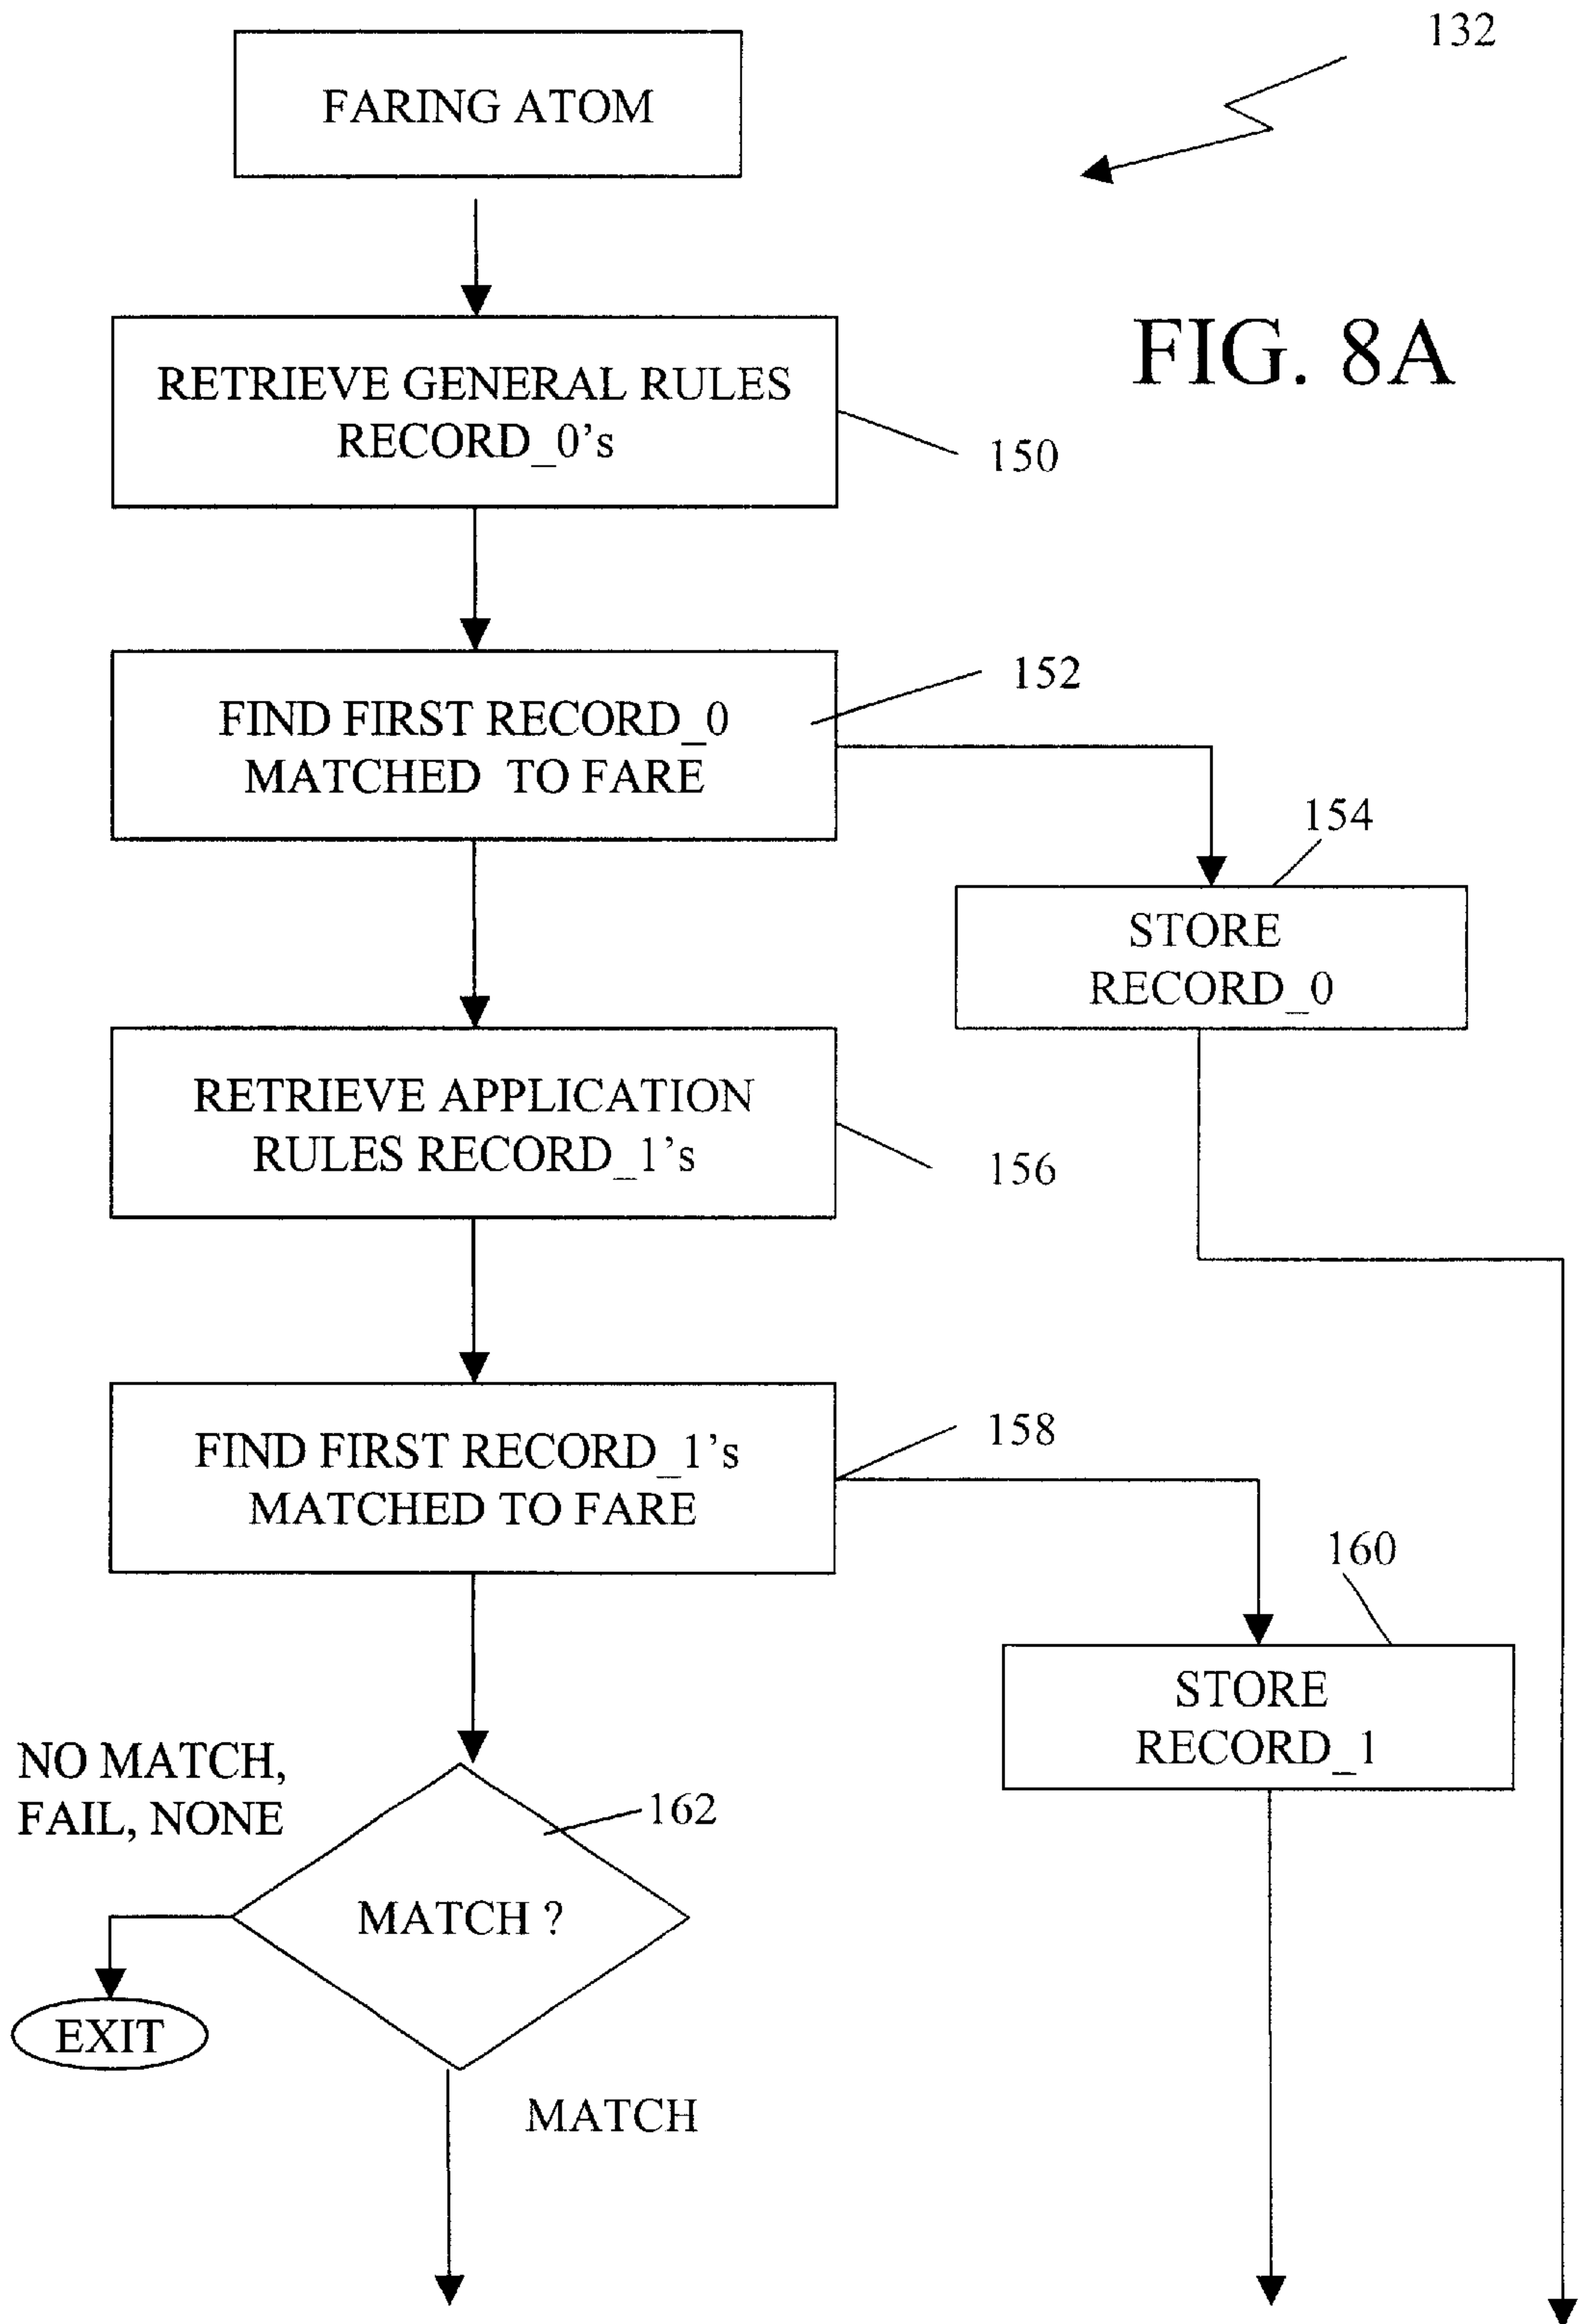 132
FARING ATOM
FIG. 8A
RETRIEVE GENERAL RULES
RECORD_0's
150
152
FIND FIRST RECORD_0
MATCHED TO FARE
154
STORE
RECORD_0
RETRIEVE APPLICATION
RULES RECORD_1's
156
158
FIND FIRST RECORD_1's
MATCHED TO FARE
160
STORE
RECORD_1
NO MATCH,
FAIL, NONE
162
MATCH ?
EXIT
MATCH